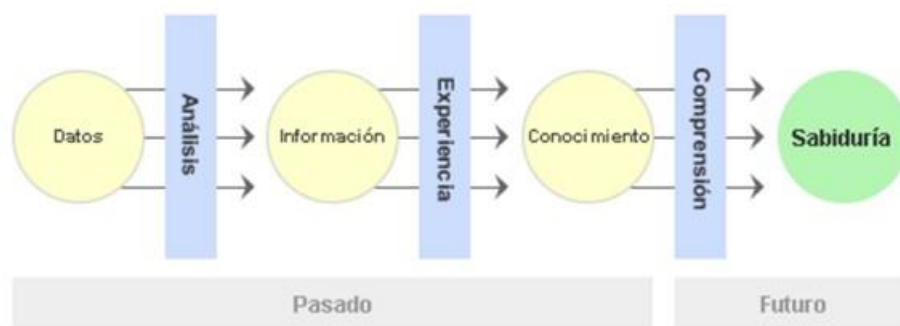 Datos
Análisis
Información
Experiencia
Conocimiento
Comprensión
Sabiduría
Pasado
Futuro